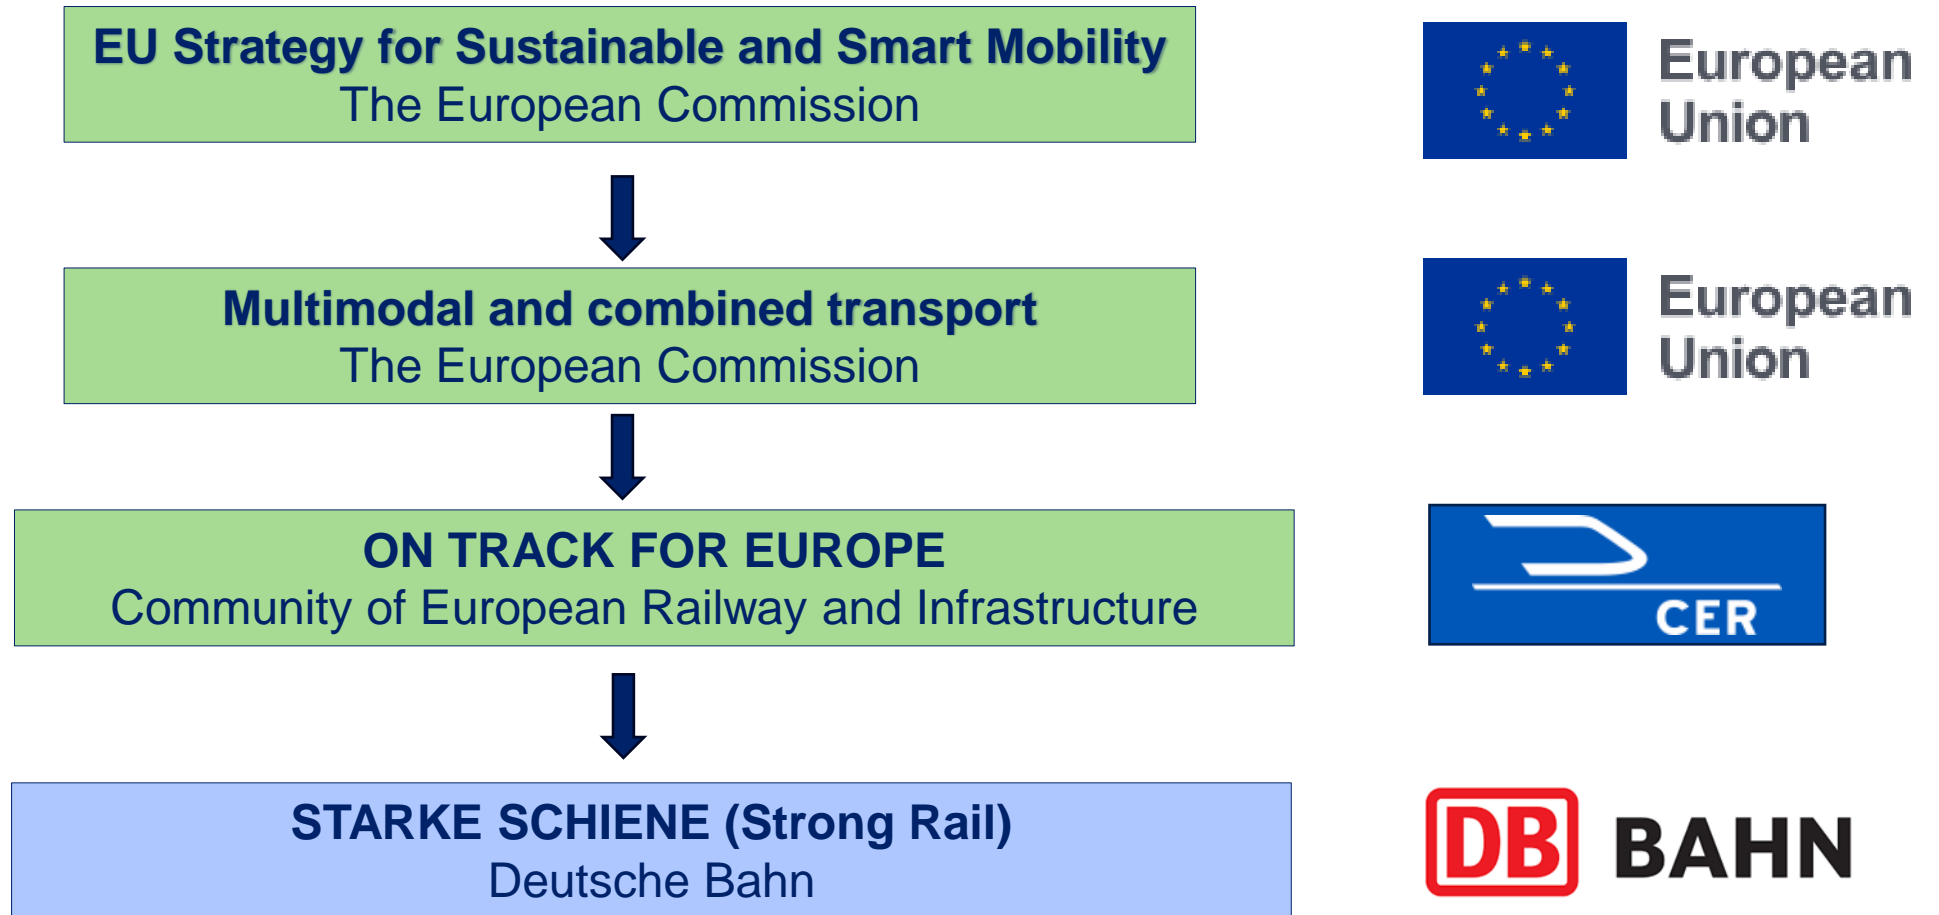 EU Strategy for Sustainable and Smart Mobility
The European Commission
European
Union
Multimodal and combined transport
The European Commission
European
Union
ON TRACK FOR EUROPE
Community of European Railway and Infrastructure
CER
STARKE SCHIENE (Strong Rail)
Deutsche Bahn
DB BAHN